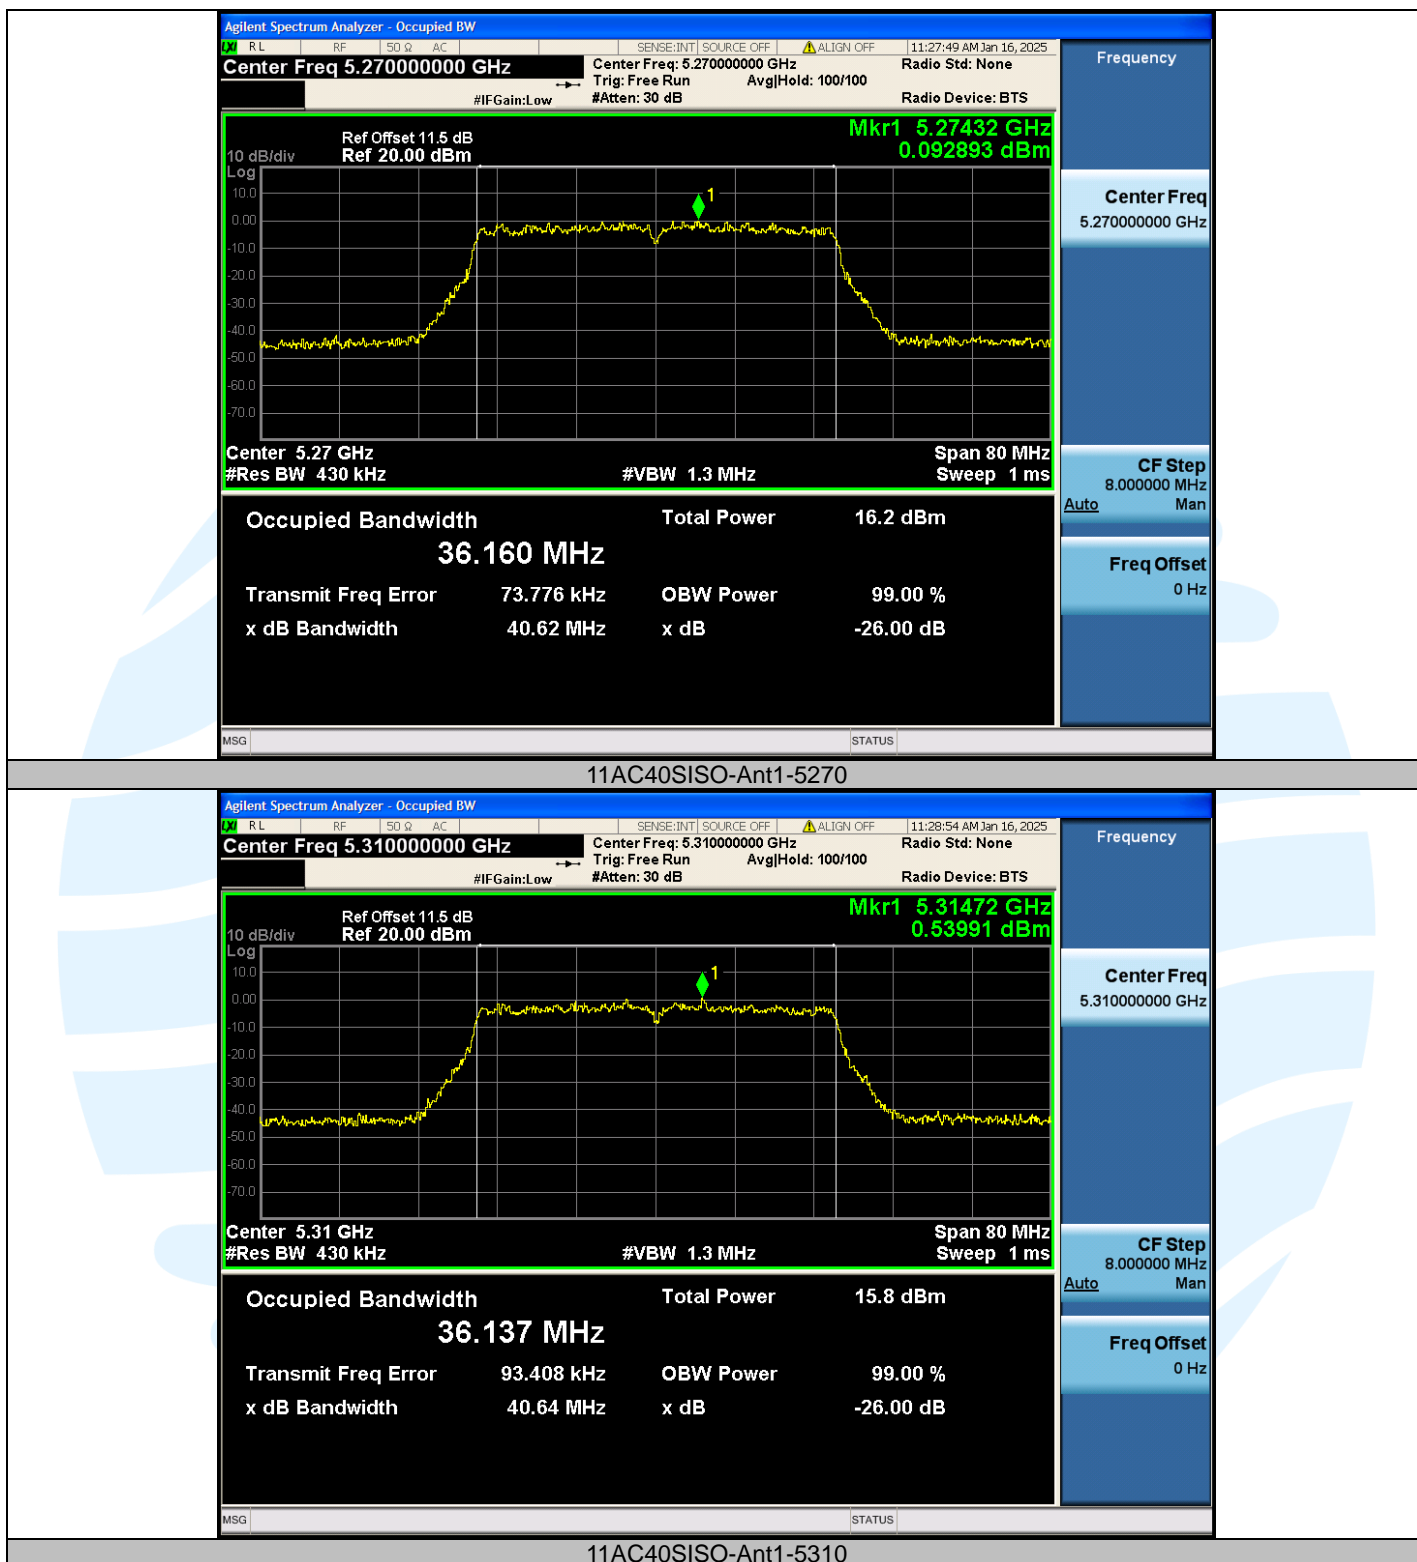 Agilent Spectrum Analyzer - Occupied BW
LXI RL RF 50 Ω AC SENSE:INT SOURCE OFF ALIGN OFF 11:27:49 AM Jan 16, 2025
Center Freq 5.270000000 GHz
Center Freq: 5.270000000 GHz
Radio Std: None
Trig: Free Run Avg|Hold: 100/100
#IFGain:Low
#Atten: 30 dB
Radio Device: BTS
Mkr1 5.27432 GHz
0.092893 dBm
Ref Offset 11.5 dB
10 dB/div Ref 20.00 dBm
Log
10.0
0.00
-10.0
-20.0
-30.0
-40.0
-50.0
-60.0
-70.0
1
Center 5.27 GHz Span 80 MHz
#Res BW 430 kHz #VBW 1.3 MHz Sweep 1 ms
Occupied Bandwidth Total Power 16.2 dBm
36.160 MHz
Transmit Freq Error 73.776 kHz OBW Power 99.00 %
x dB Bandwidth 40.62 MHz x dB -26.00 dB
MSG STATUS
Frequency
Center Freq
5.270000000 GHz
CF Step
8.000000 MHz
Auto Man
Freq Offset
0 Hz
11AC40SISO-Ant1-5270
Agilent Spectrum Analyzer - Occupied BW
LXI RL RF 50 Ω AC SENSE:INT SOURCE OFF ALIGN OFF 11:28:54 AM Jan 16, 2025
Center Freq 5.310000000 GHz
Center Freq: 5.310000000 GHz
Radio Std: None
Trig: Free Run Avg|Hold: 100/100
#IFGain:Low
#Atten: 30 dB
Radio Device: BTS
Mkr1 5.31472 GHz
0.53991 dBm
Ref Offset 11.5 dB
10 dB/div Ref 20.00 dBm
Log
10.0
0.00
-10.0
-20.0
-30.0
-40.0
-50.0
-60.0
-70.0
1
Center 5.31 GHz Span 80 MHz
#Res BW 430 kHz #VBW 1.3 MHz Sweep 1 ms
Occupied Bandwidth Total Power 15.8 dBm
36.137 MHz
Transmit Freq Error 93.408 kHz OBW Power 99.00 %
x dB Bandwidth 40.64 MHz x dB -26.00 dB
MSG STATUS
Frequency
Center Freq
5.310000000 GHz
CF Step
8.000000 MHz
Auto Man
Freq Offset
0 Hz
11AC40SISO-Ant1-5310